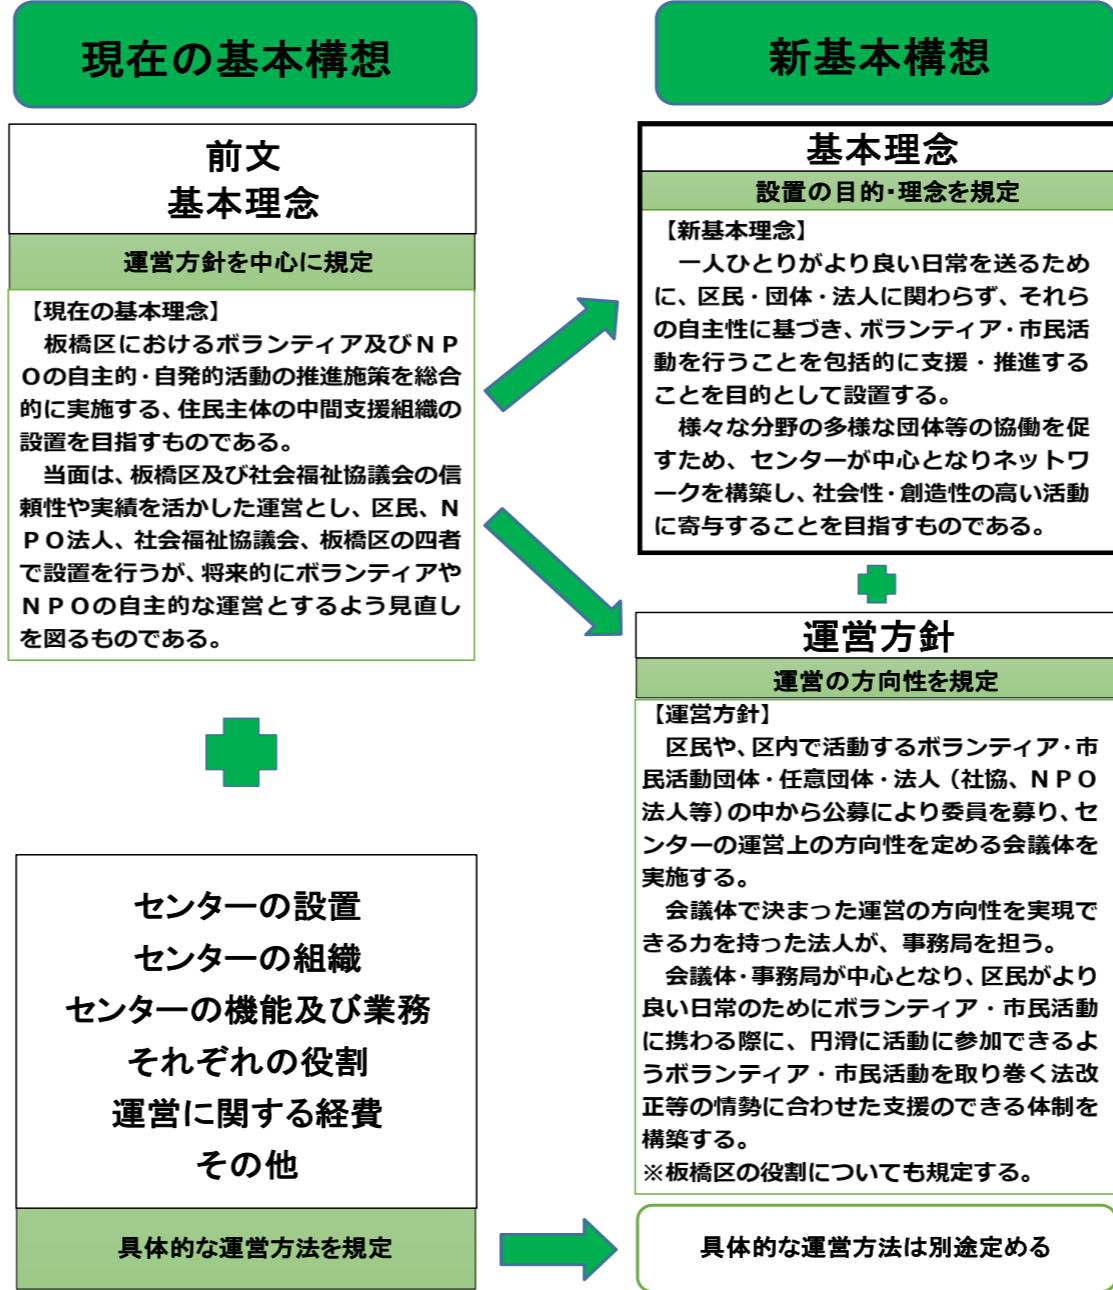 現在の基本構想
前文
基本理念
運営方針を中心に規定
【現在の基本理念】
板橋区におけるボランティア及びＮＰ
Ｏの自主的・自発的活動の推進施策を総合
的に実施する、住民主体の中間支援組織の
設置を目指すものである。
当面は、板橋区及び社会福祉協議会の信
頼性や実績を活かした運営とし、区民、Ｎ
ＰＯ法人、社会福祉協議会、板橋区の四者
で設置を行うが、将来的にボランティアや
ＮＰＯの自主的な運営とするよう見直し
を図るものである。
センターの設置
センターの組織
センターの機能及び業務
それぞれの役割
運営に関する経費
その他
具体的な運営方法を規定
新基本構想
基本理念
設置の目的・理念を規定
【新基本理念】
一人ひとりがより良い日常を送るため
に、区民・団体・法人に関わらず、それら
の自主性に基づき、ボランティア・市民活
動を行うことを包括的に支援・推進する
ことを目的として設置する。
様々な分野の多様な団体等の協働を促
すため、センターが中心となりネットワ
ークを構築し、社会性・創造性の高い活動
に寄与することを目指すものである。
運営方針
運営の方向性を規定
【運営方針】
区民や、区内で活動するボランティア・市
民活動団体・任意団体・法人（社協、ＮＰＯ
法人等）の中から公募により委員を募り、セ
ンターの運営上の方向性を定める会議体を
実施する。
会議体で決まった運営の方向性を実現で
きる力を持った法人が、事務局を担う。
会議体・事務局が中心となり、区民がより
良い日常のためにボランティア・市民活動
に携わる際に、円滑に活動に参加できるよ
うボランティア・市民活動を取り巻く法改
正等の情勢に合わせた支援のできる体制を
構築する。
※板橋区の役割についても規定する。
具体的な運営方法は別途定める